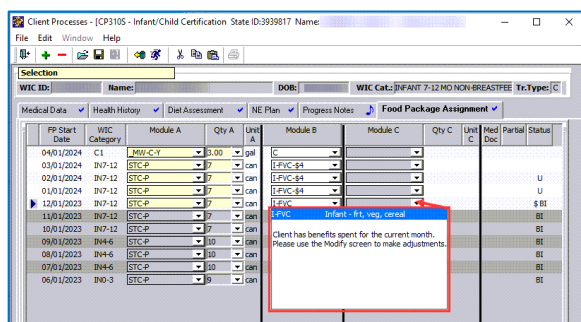 Client Processes - [CP310S - Infant/Child Certification State ID:3939817 Name:
File Edit Window Help
Selection
WIC ID: Name: DOB: WIC Cat.: INFANT 7-12 MO NON-BREASTFEE Tr.Type: C
Medical Data Health History Diet Assessment NE Plan Progress Notes Food Package Assignment
FP Start Date WIC Category Module A Qty A Unit A Module B Module C Qty C Unit C Med Doc Partial Status
04/01/2024 C1 _MW-C-Y 3.00 gal C
03/01/2024 IN7-12 STC-P 7 can I-FVC-$4
02/01/2024 IN7-12 STC-P 7 can I-FVC-$4 U
01/01/2024 IN7-12 STC-P 7 can I-FVC-$4 U
12/01/2023 IN7-12 STC-P 7 can I-FVC $ BI
11/01/2023 IN7-12 STC-P 7 can BI
10/01/2023 IN7-12 STC-P 7 can BI
09/01/2023 IN4-6 STC-P 10 can BI
08/01/2023 IN4-6 STC-P 10 can BI
07/01/2023 IN4-6 STC-P 10 can BI
06/01/2023 IN0-3 STC-P 9 can BI
I-FVC Infant - frt, veg, cereal
Client has benefits spent for the current month.
Please use the Modify screen to make adjustments.